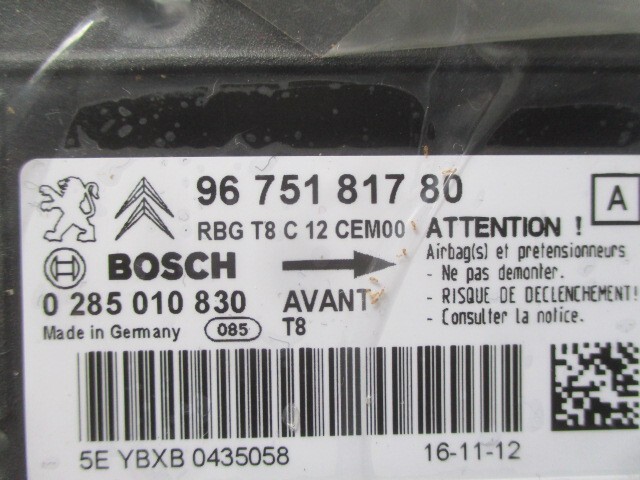 96 751 817 80
A
RBG T8 C 12 CEM00
ATTENTION !
Airbag(s) et pretensionneurs
- Ne pas demonter.
- RISQUE DE DECLENCHEMENT!
- Consulter la notice.
BOSCH
0 285 010 830
AVANT
Made in Germany
085
T8
5E YBXB 0435058
16-11-12